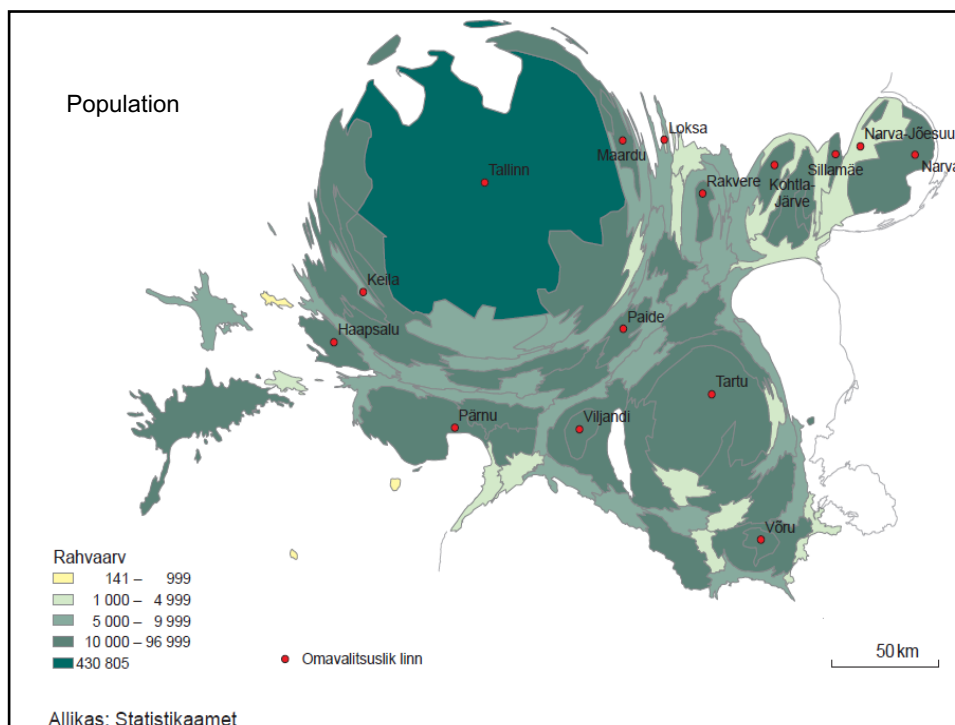 Population
Loksa
Maardu
Narva-Jõesuu
Sillamäe
Narva
Tallinn
Rakvere
Kohtla-
Järve
Keila
Haapsalu
Paide
Tartu
Pärnu
Viljandi
Võru
Rahvaarv
141 – 999
1 000 – 4 999
5 000 – 9 999
10 000 – 96 999
430 805
Omavalitsuslik linn
50 km
Allikas: Statistikaamet